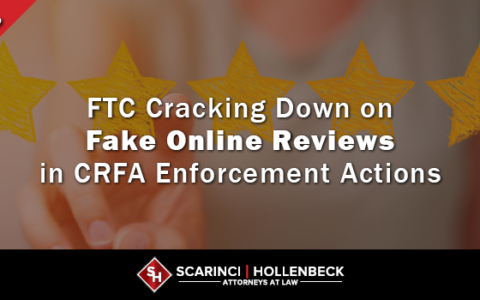 FTC Cracking Down on
Fake Online Reviews
in CRFA Enforcement Actions
SH
SCARINCI | HOLLENBECK
ATTORNEYS AT LAW